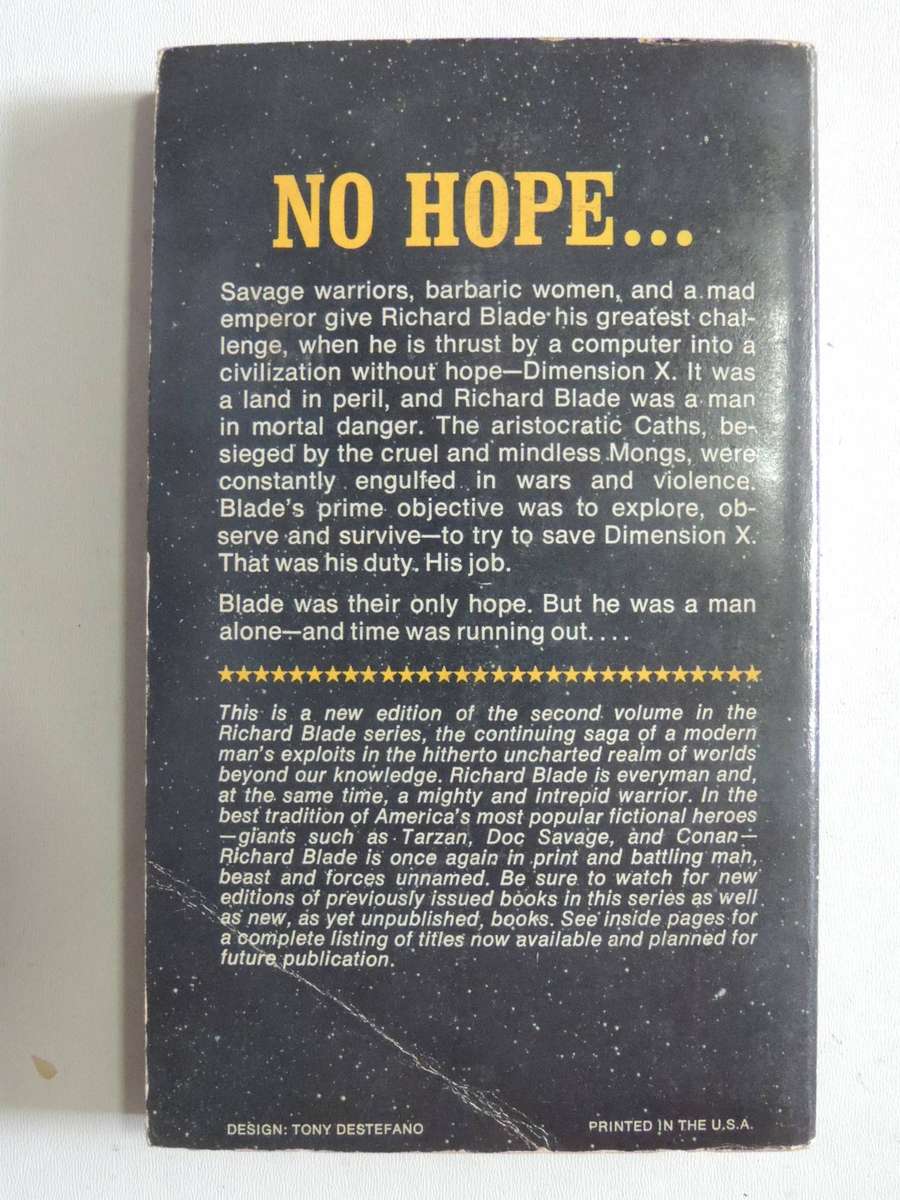 NO HOPE...
Savage warriors, barbaric women, and a mad
emperor give Richard Blade his greatest chal-
lenge, when he is thrust by a computer into a
civilization without hope—Dimension X. It was
a land in peril, and Richard Blade was a man
in mortal danger. The aristocratic Caths, be-
sieged by the cruel and mindless Mongs, were
constantly engulfed in wars and violence.
Blade's prime objective was to explore, ob-
serve and survive—to try to save Dimension X.
That was his duty. His job.
Blade was their only hope. But he was a man
alone—and time was running out....
This is a new edition of the second volume in the
Richard Blade series, the continuing saga of a modern
man's exploits in the hitherto uncharted realm of worlds
beyond our knowledge. Richard Blade is everyman and,
at the same time, a mighty and intrepid warrior. In the
best tradition of America's most popular fictional heroes
—giants such as Tarzan, Doc Savage, and Conan—
Richard Blade is once again in print and battling man,
beast and forces unnamed. Be sure to watch for new
editions of previously issued books in this series as well
as new, as yet unpublished, books. See inside pages for
a complete listing of titles now available and planned for
future publication.
DESIGN: TONY DESTEFANO
PRINTED IN THE U.S.A.